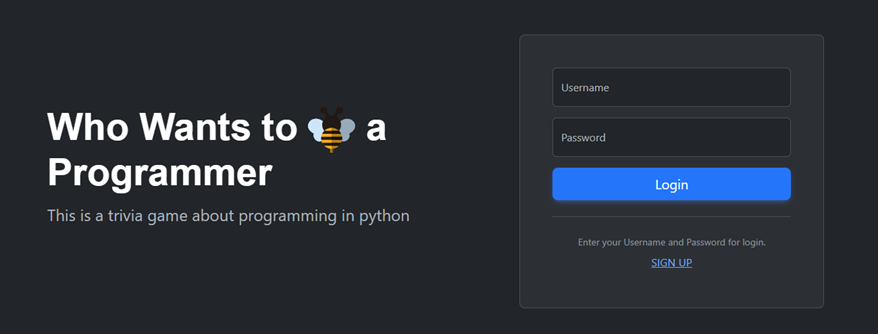 Who Wants to 🐝 a
Programmer
This is a trivia game about programming in python
Username
Password
Login
Enter your Username and Password for login.
SIGN UP